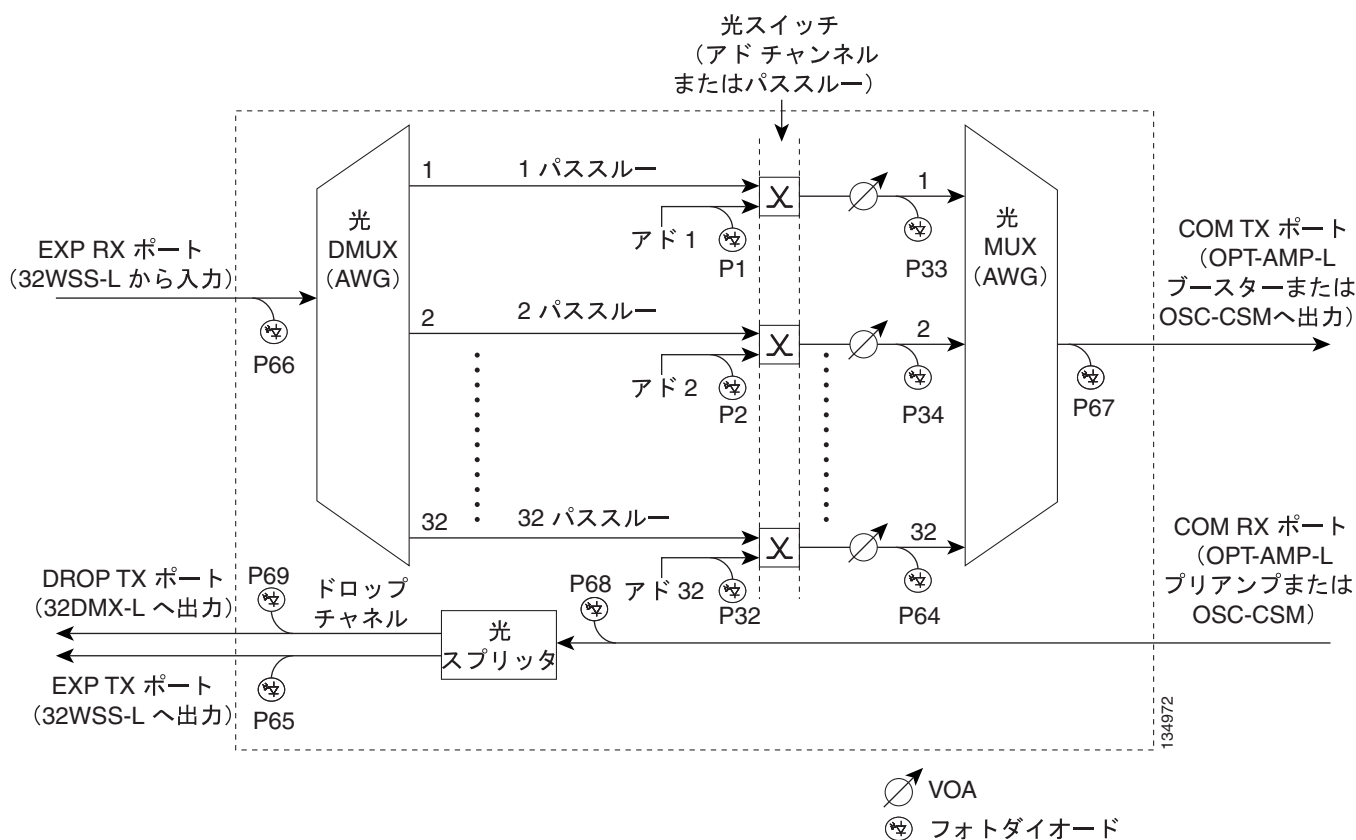 光スイッチ
（アド チャンネル
またはパススルー）
1
1 パススルー
1
光
DMUX
（AWG）
光
MUX
（AWG）
EXP RX ポート
（32WSS-L から入力）
アド 1
P1
P33
COM TX ポート
（OPT-AMP-L
ブースターまたは
OSC-CSMへ出力）
P66
2
2 パススルー
2
アド 2
P2
P34
P67
32
32 パススルー
32
COM RX ポート
（OPT-AMP-L
プリアンプまたは
OSC-CSM）
DROP TX ポート
（32DMX-L へ出力）
P69
ドロップ
チャネル
P68
アド 32
P32
P64
光
スプリッタ
EXP TX ポート
（32WSS-L へ出力）
P65
134972
VOA
フォトダイオード